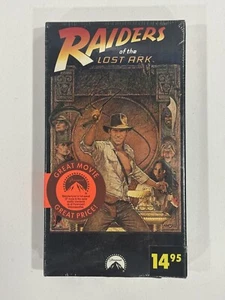 RAIDERS
of the
LOST ARK
GREAT MOVIE
GREAT PRICE!
14.95